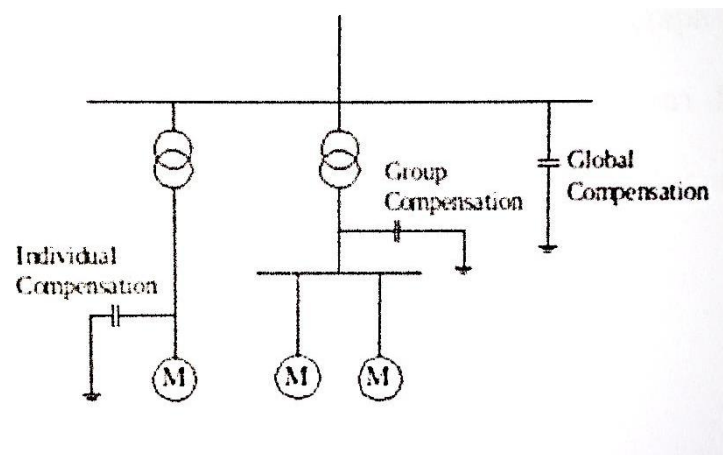 Group
Compensation
Global
Compensation
Individual
Compensation
M
M
M